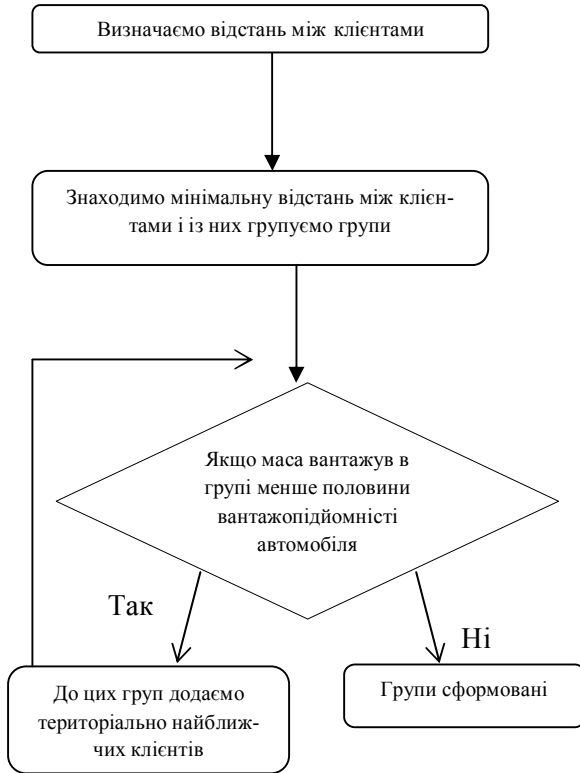 Визначаємо відстань між клієнтами
Знаходимо мінімальну відстань між клієн-
тами і із них групуємо групи
Якщо маса вантажув в
групі менше половини
вантажопідйомністі
автомобіля
Так
Ні
До цих груп додаємо
територіально найближ-
чих клієнтів
Групи сформовані